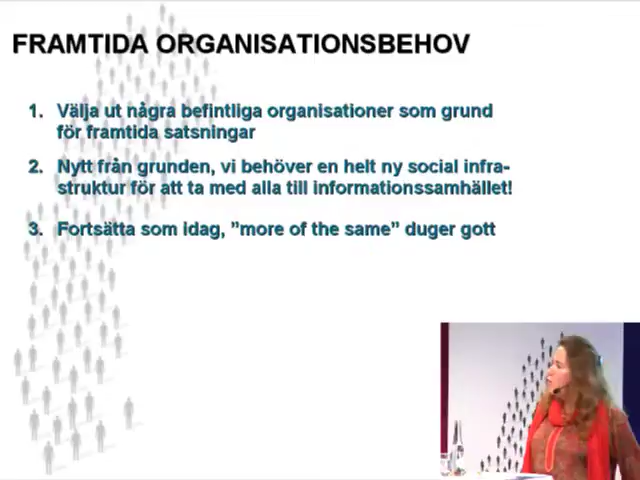 FRAMTIDA ORGANISATIONSBEHOV
1. Välja ut några befintliga organisationer som grund
för framtida satsningar
2. Nytt från grunden, vi behöver en helt ny social infra-
struktur för att ta med alla till informationssamhället!
3. Fortsätta som idag, ”more of the same” duger gott